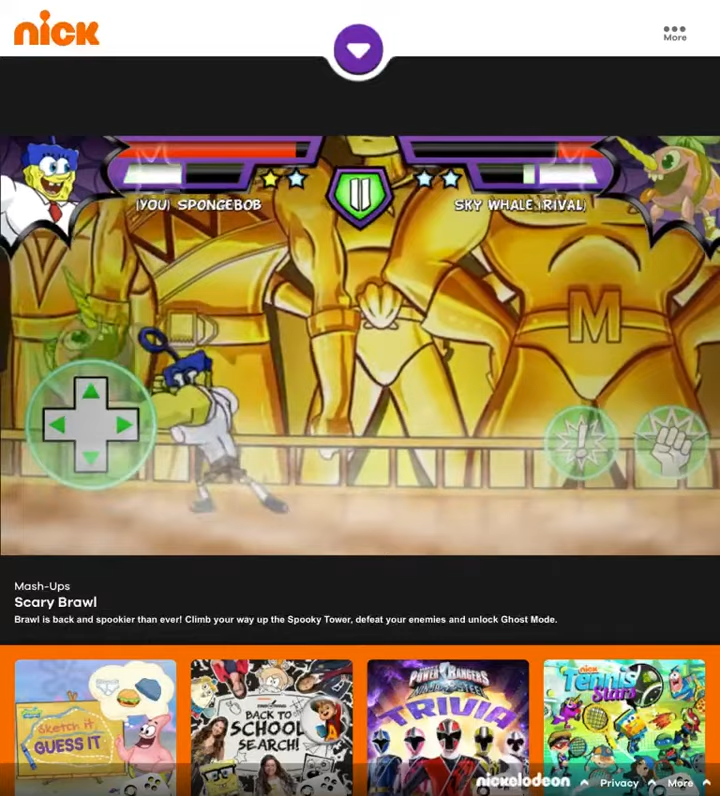 nick
More
(YOU) SPONGEBOB
SKY WHALE (RIVAL)
M
Mash-Ups
Scary Brawl
Brawl is back and spookier than ever! Climb your way up the Spooky Tower, defeat your enemies and unlock Ghost Mode.
Sketch it
GUESS IT
BACK TO
SCHOOL
SEARCH!
POWER RANGERS
NINJA STEEL
TRIVIA
nick
Tennis
Stars
nickelodeon
Privacy
More